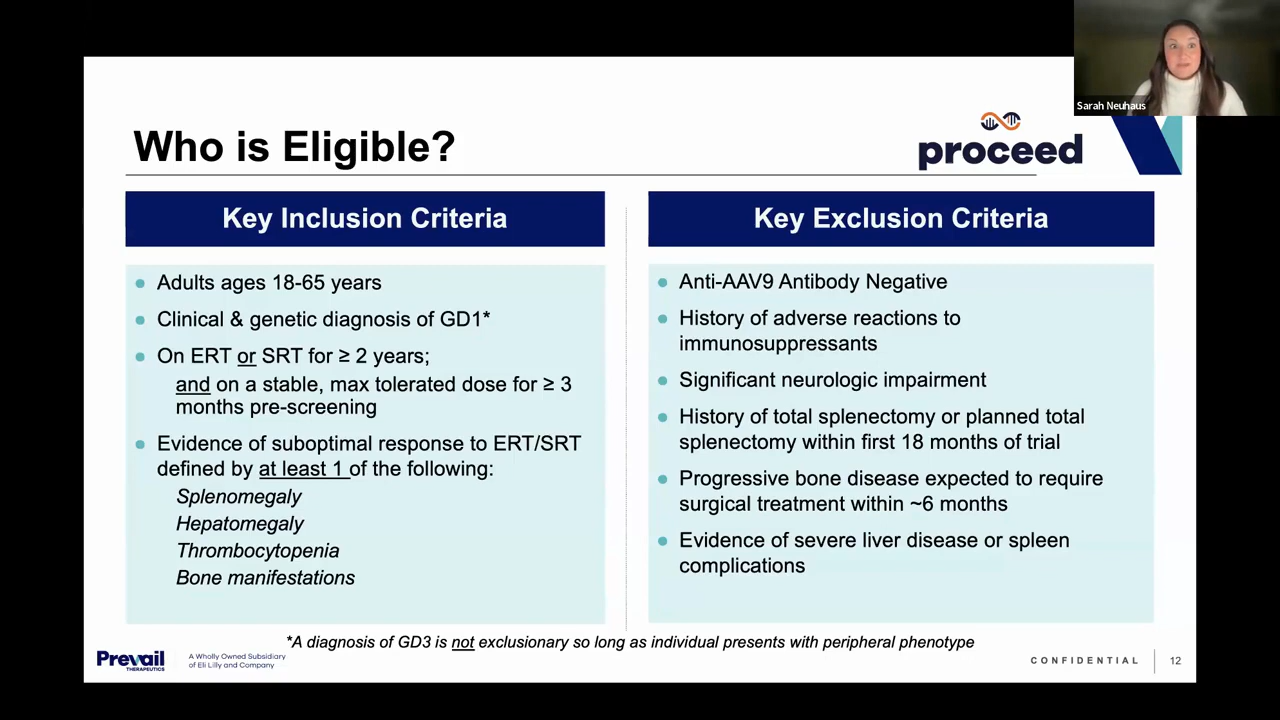 Sarah Neuhaus
Who is Eligible?
proceed
Key Inclusion Criteria
Adults ages 18-65 years
Clinical & genetic diagnosis of GD1*
On ERT or SRT for ≥ 2 years;
and on a stable, max tolerated dose for ≥ 3
months pre-screening
Evidence of suboptimal response to ERT/SRT
defined by at least 1 of the following:
Splenomegaly
Hepatomegaly
Thrombocytopenia
Bone manifestations
Key Exclusion Criteria
Anti-AAV9 Antibody Negative
History of adverse reactions to
immunosuppressants
Significant neurologic impairment
History of total splenectomy or planned total
splenectomy within first 18 months of trial
Progressive bone disease expected to require
surgical treatment within ~6 months
Evidence of severe liver disease or spleen
complications
*A diagnosis of GD3 is not exclusionary so long as individual presents with peripheral phenotype
Prevail
THERAPEUTICS
A Wholly Owned Subsidiary
of Eli Lilly and Company
CONFIDENTIAL
12